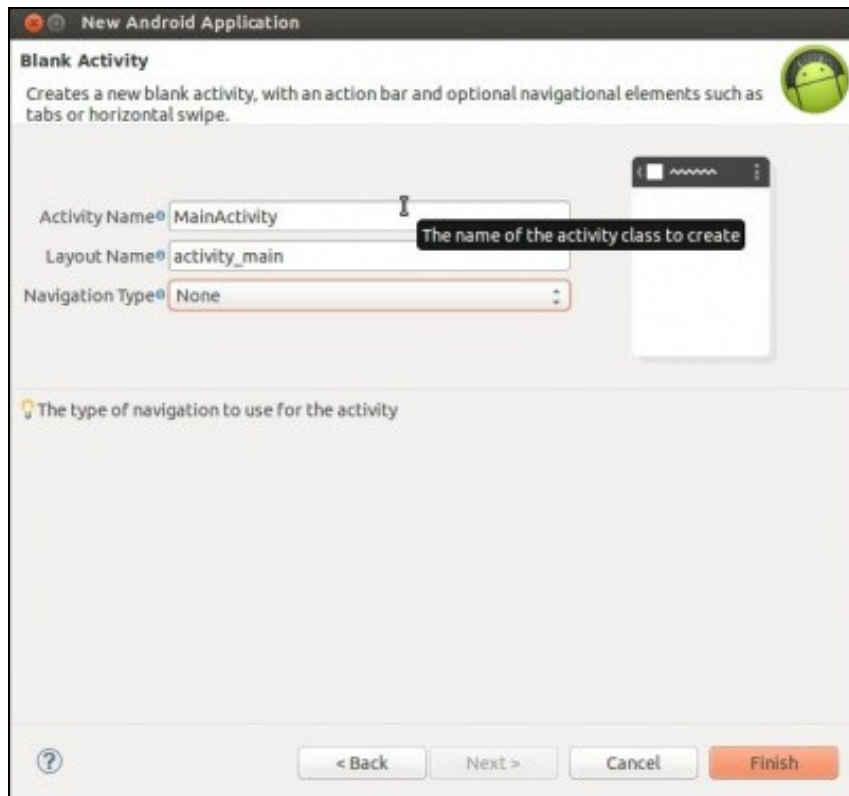 New Android Application
Blank Activity
Creates a new blank activity, with an action bar and optional navigational elements such as
tabs or horizontal swipe.
Activity Name MainActivity
The name of the activity class to create
Layout Name activity_main
Navigation Type None
The type of navigation to use for the activity
?
< Back Next > Cancel Finish